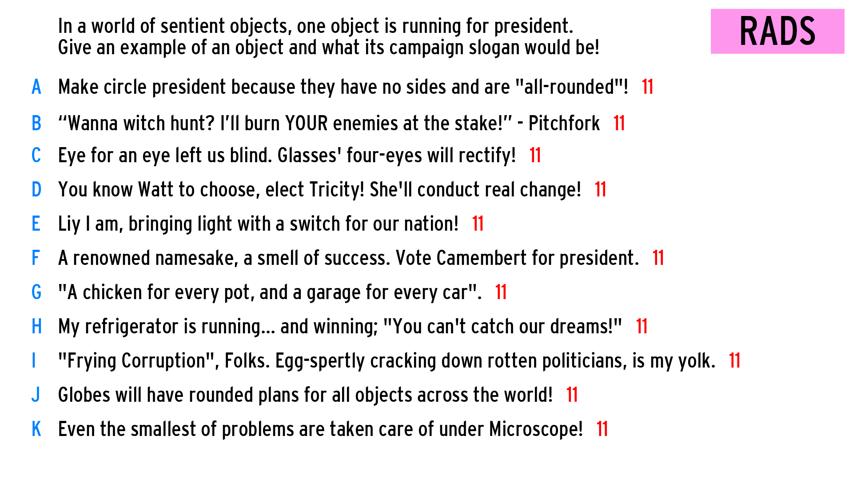 In a world of sentient objects, one object is running for president.
Give an example of an object and what its campaign slogan would be!
RADS
A Make circle president because they have no sides and are "all-rounded"! 11
B “Wanna witch hunt? I’ll burn YOUR enemies at the stake!” - Pitchfork 11
C Eye for an eye left us blind. Glasses' four-eyes will rectify! 11
D You know Watt to choose, elect Tricity! She'll conduct real change! 11
E Liy I am, bringing light with a switch for our nation! 11
F A renowned namesake, a smell of success. Vote Camembert for president. 11
G "A chicken for every pot, and a garage for every car". 11
H My refrigerator is running... and winning; "You can't catch our dreams!" 11
I "Frying Corruption", Folks. Egg-spertly cracking down rotten politicians, is my yolk. 11
J Globes will have rounded plans for all objects across the world! 11
K Even the smallest of problems are taken care of under Microscope! 11